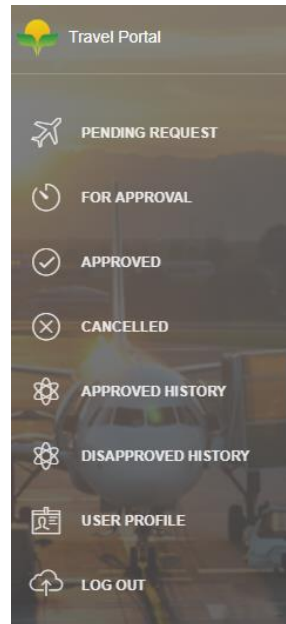 Travel Portal
PENDING REQUEST
FOR APPROVAL
APPROVED
CANCELLED
APPROVED HISTORY
DISAPPROVED HISTORY
USER PROFILE
LOG OUT